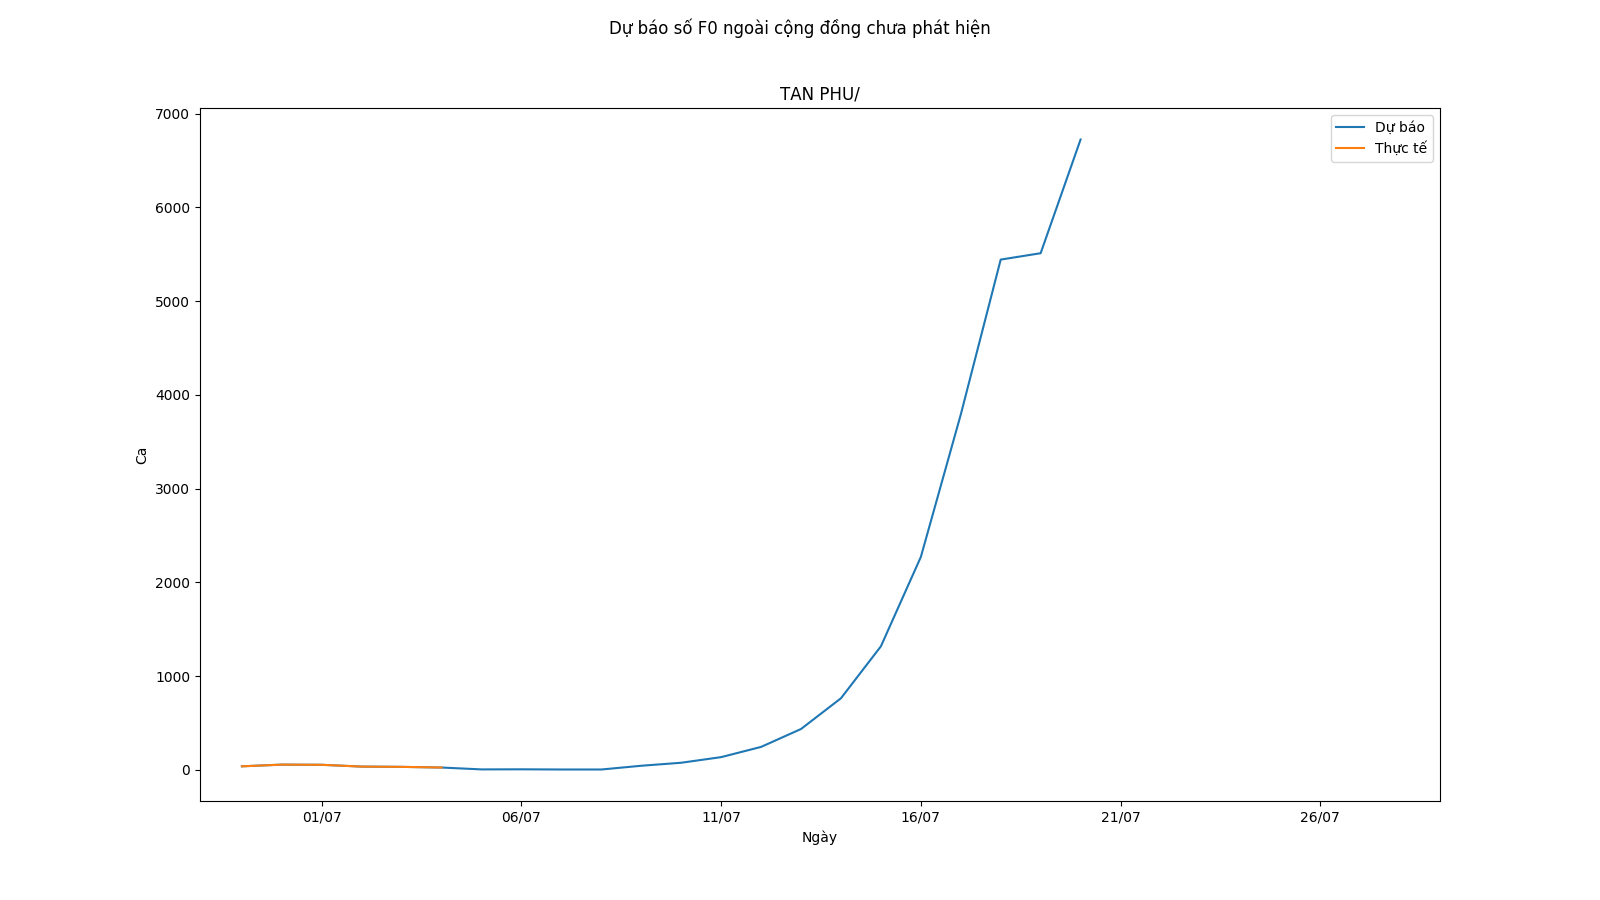 Dự báo số F0 ngoài cộng đồng chưa phát hiện
TAN PHU/
7000
6000
5000
4000
3000
2000
1000
0
Ca
Dự báo
Thực tế
01/07
06/07
11/07
16/07
21/07
26/07
Ngày